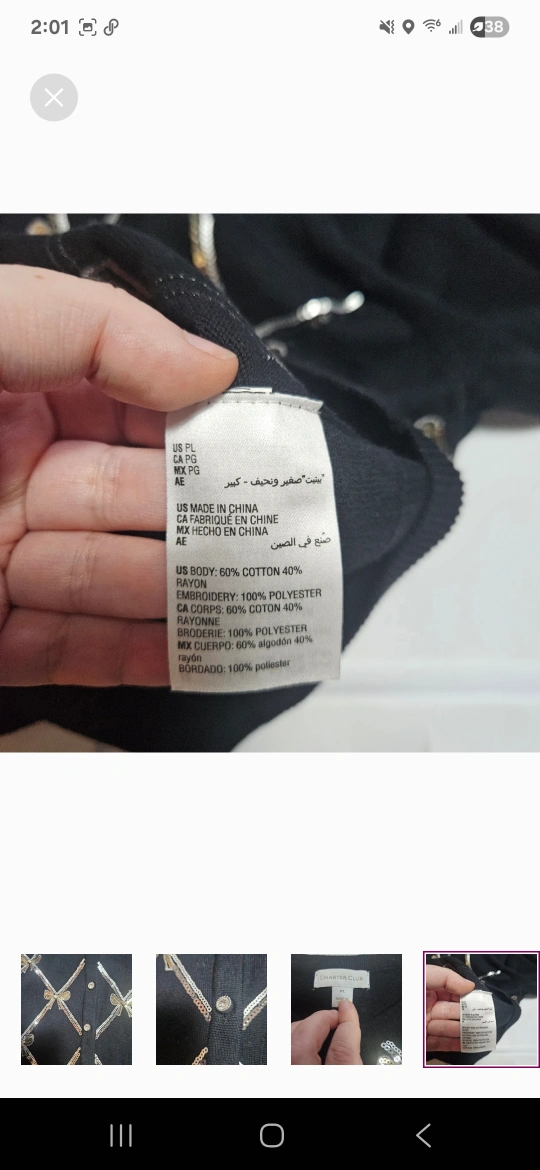 2:01
38
US PL
CA PG
MX PG
AE "بيتيت"صغير ونحيف - كبير
US MADE IN CHINA
CA FABRIQUÉ EN CHINE
MX HECHO EN CHINA
AE صنع في الصين
US BODY: 60% COTTON 40%
RAYON
EMBROIDERY: 100% POLYESTER
CA CORPS: 60% COTON 40%
RAYONNE
BRODERIE: 100% POLYESTER
MX CUERPO: 60% algodón 40%
rayón
BORDADO: 100% poliester
CHARTER CLUB